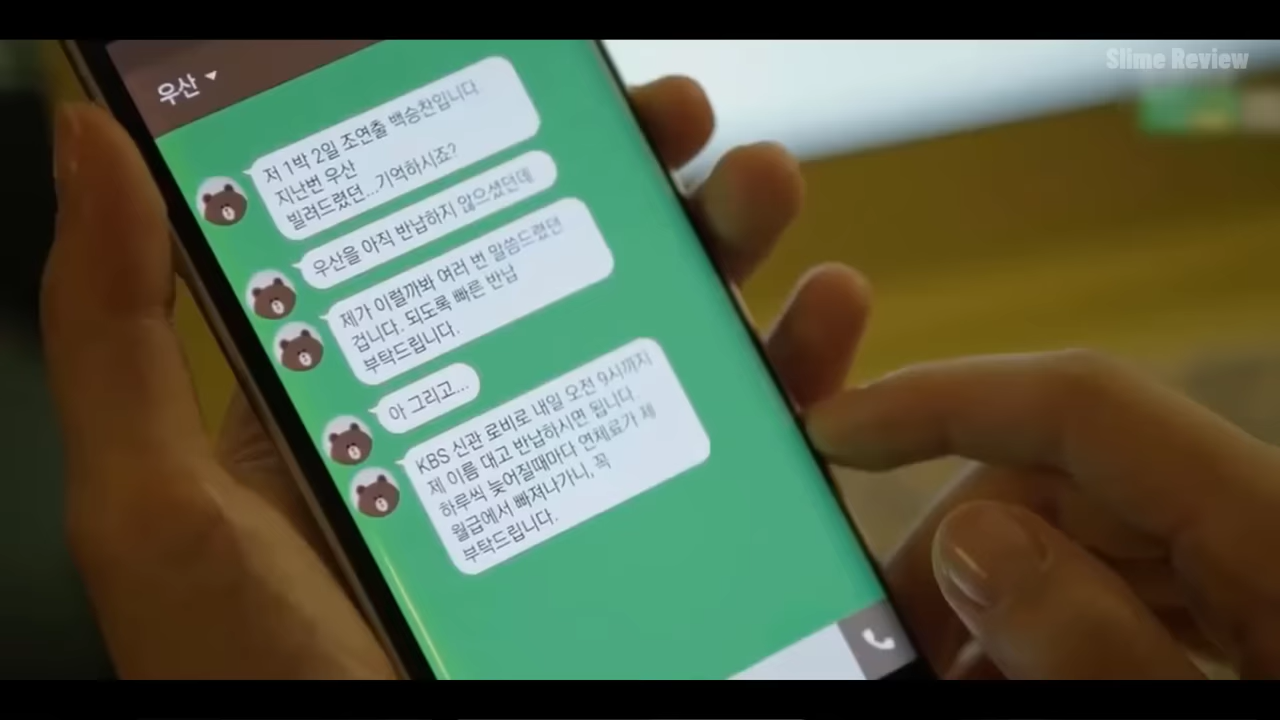 Slime Review
우산
저 1박 2일 조연출 백승찬입니다.
지난번 우산
빌려드렸던...기억하시죠?
우산을 아직 반납하지 않으셨던데
제가 이럴까봐 여러 번 말씀드렸던
겁니다. 되도록 빠른 반납
부탁드립니다.
아 그리고...
KBS 신관 로비로 내일 오전 9시까지
제 이름 대고 반납하시면 됩니다.
하루씩 늦어질때마다 연체료가 제
월급에서 빠져나가니, 꼭
부탁드립니다.